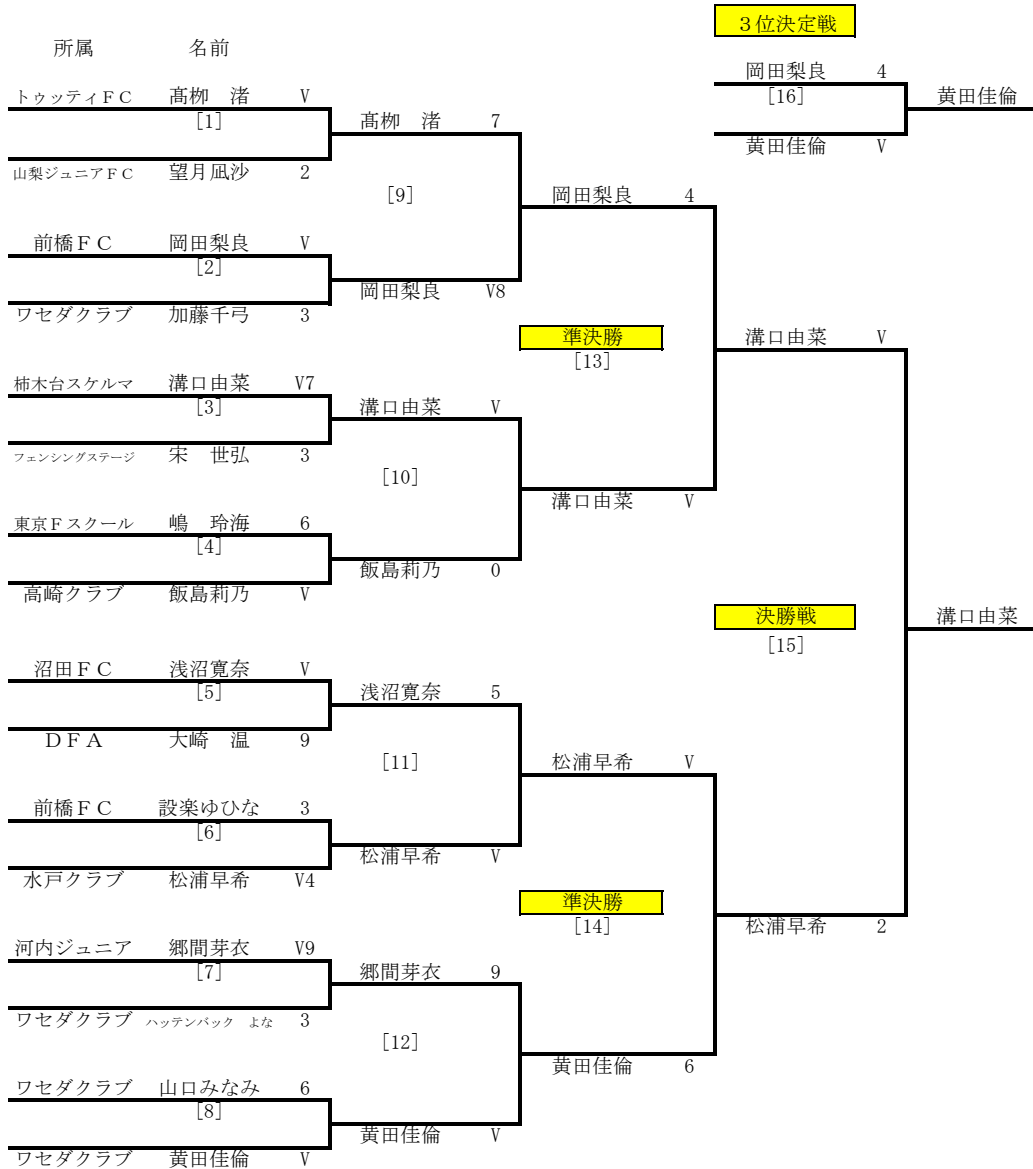 ３位決定戦
所属 名前
岡田梨良 4
トゥッティＦＣ 髙栁　渚 V
[16] 黄田佳倫
[1] 髙栁　渚 7
黄田佳倫 V
山梨ジュニアＦＣ 望月凪沙 2
[9] 岡田梨良 4
前橋ＦＣ 岡田梨良 V
[2]
岡田梨良 V8
ワセダクラブ 加藤千弓 3
準決勝 溝口由菜 V
[13]
柿木台スケルマ 溝口由菜 V7
[3] 溝口由菜 V
フェンシングステージ 宋　世弘 3
[10]
溝口由菜 V
東京Ｆスクール 嶋　玲海 6
[4]
飯島莉乃 0
高崎クラブ 飯島莉乃 V
決勝戦 溝口由菜
[15]
沼田ＦＣ 浅沼寛奈 V
[5] 浅沼寛奈 5
ＤＦＡ 大崎　温 9
[11] 松浦早希 V
前橋ＦＣ 設楽ゆひな 3
[6]
松浦早希 V
水戸クラブ 松浦早希 V4
準決勝
[14] 松浦早希 2
河内ジュニア 郷間芽衣 V9
[7] 郷間芽衣 9
ワセダクラブ ハッテンバック　よな 3
[12]
黄田佳倫 6
ワセダクラブ 山口みなみ 6
[8]
黄田佳倫 V
ワセダクラブ 黄田佳倫 V